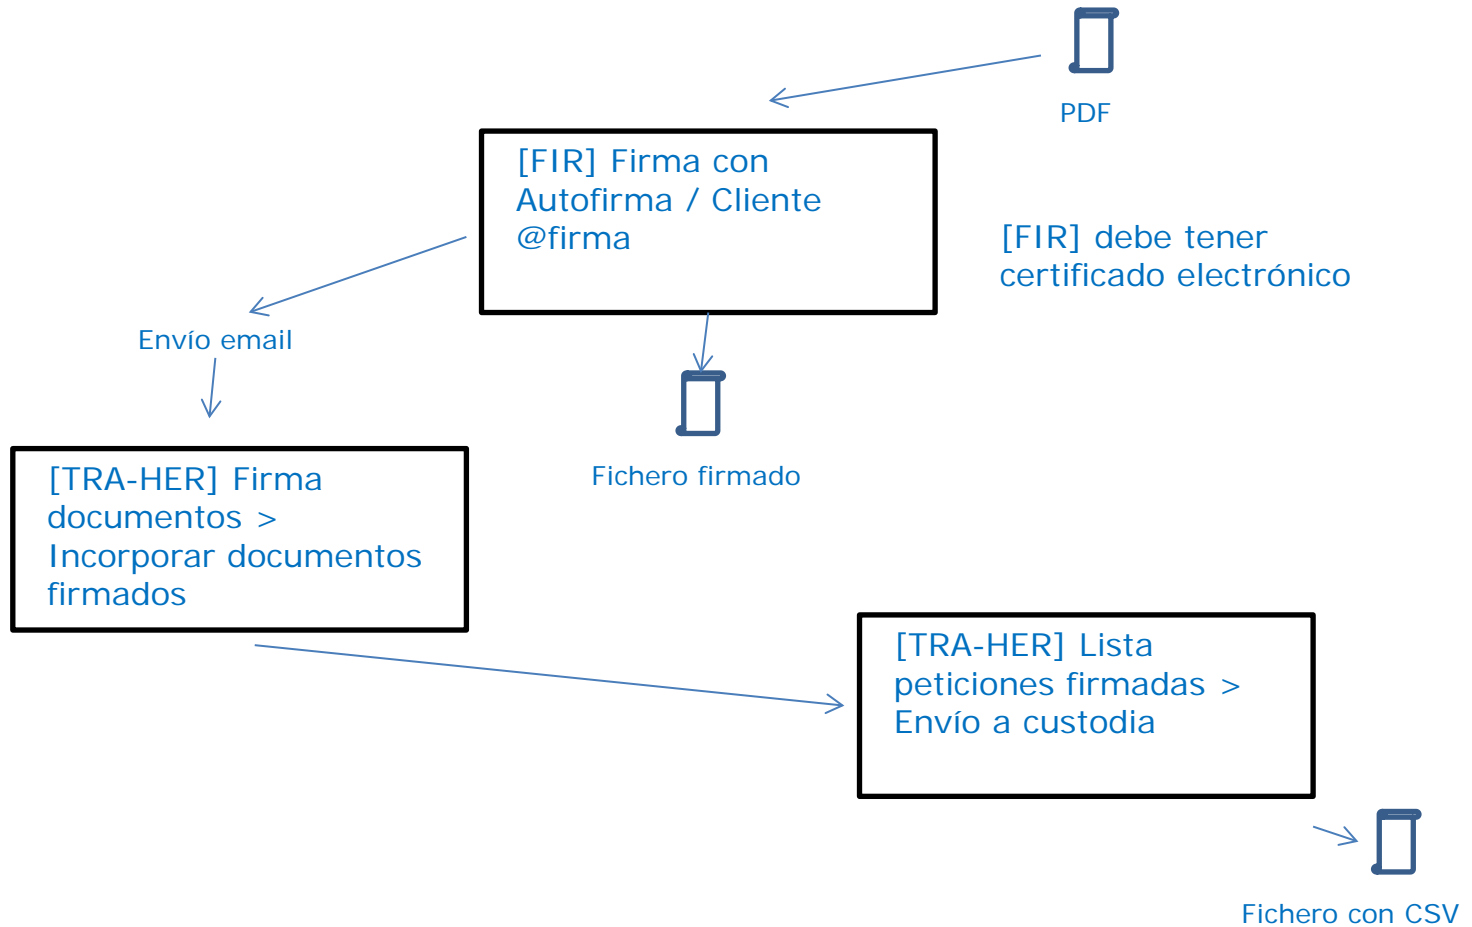 PDF
[FIR] Firma con
Autofirma / Cliente
@firma
[FIR] debe tener
certificado electrónico
Envío email
Fichero firmado
[TRA-HER] Firma
documentos >
Incorporar documentos
firmados
[TRA-HER] Lista
peticiones firmadas >
Envío a custodia
Fichero con CSV